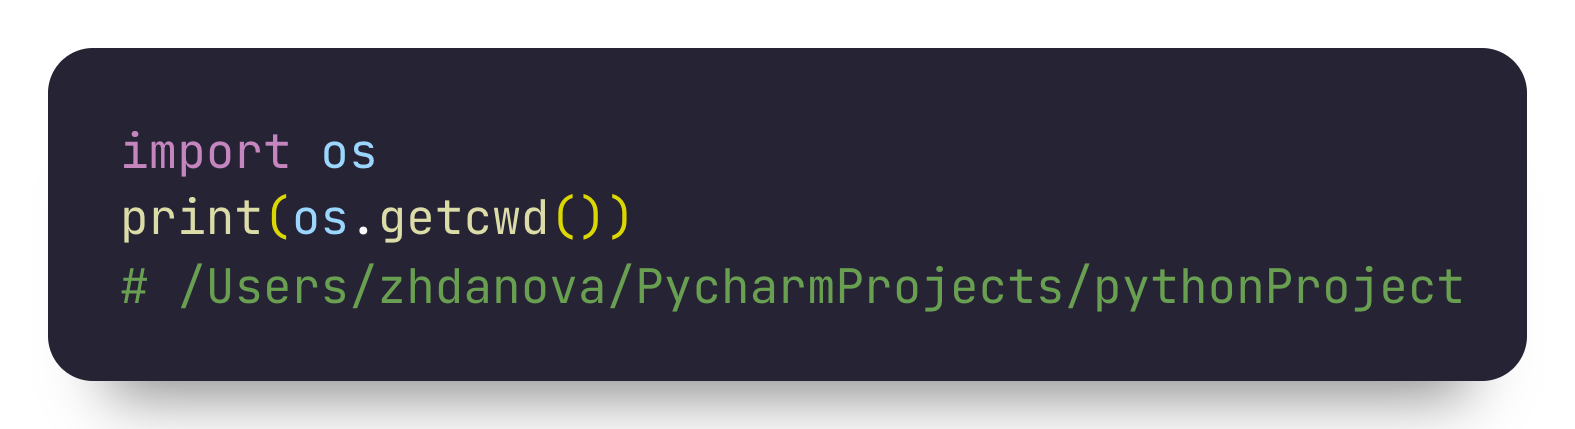 import os
print(os.getcwd())
# /Users/zhdanova/PycharmProjects/pythonProject